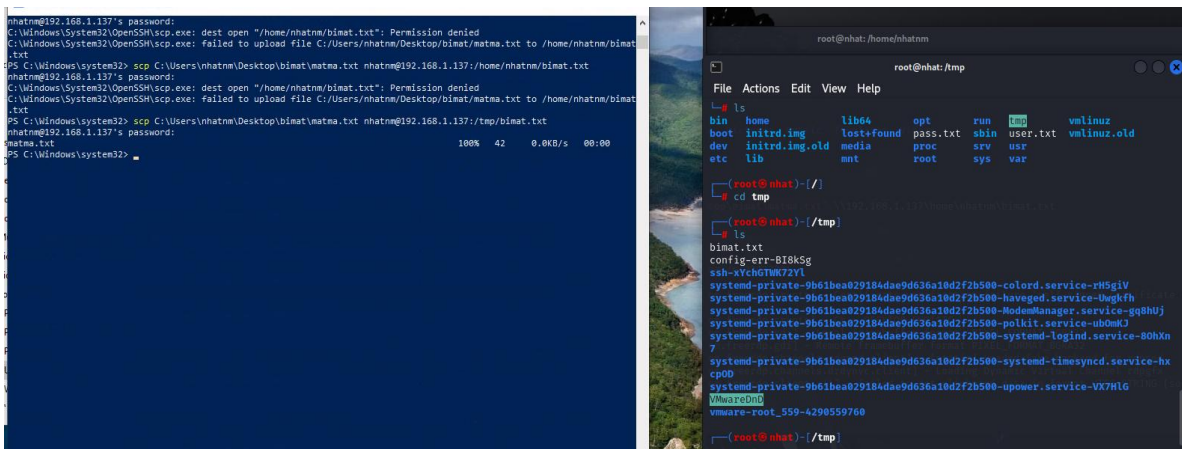 nhatnm@192.168.1.137's password:
C:\Windows\System32\OpenSSH\scp.exe: dest open "/home/nhatnm/bimat.txt": Permission denied
C:\Windows\System32\OpenSSH\scp.exe: failed to upload file C:/Users/nhatnm/Desktop/bimat/matma.txt to /home/nhatnm/bimat
.txt
PS C:\Windows\system32> scp C:\Users\nhatnm\Desktop\bimat\matma.txt nhatnm@192.168.1.137:/home/nhatnm/bimat.txt
nhatnm@192.168.1.137's password:
C:\Windows\System32\OpenSSH\scp.exe: dest open "/home/nhatnm/bimat.txt": Permission denied
C:\Windows\System32\OpenSSH\scp.exe: failed to upload file C:/Users/nhatnm/Desktop/bimat/matma.txt to /home/nhatnm/bimat
.txt
PS C:\Windows\system32> scp C:\Users\nhatnm\Desktop\bimat\matma.txt nhatnm@192.168.1.137:/tmp/bimat.txt
nhatnm@192.168.1.137's password:
matma.txt 100% 42 0.0KB/s 00:00
PS C:\Windows\system32>
root@nhat: /home/nhatnm
root@nhat: /tmp
File Actions Edit View Help
└─# ls
bin home lib64 opt run tmp vmlinuz
boot initrd.img lost+found pass.txt sbin user.txt vmlinuz.old
dev initrd.img.old media proc srv usr
etc lib mnt root sys var
┌──(root㉿nhat)-[/]
└─# cd tmp
┌──(root㉿nhat)-[/tmp]
└─# ls
bimat.txt
config-err-BI8kSg
ssh-xYchGTWK72Yl
systemd-private-9b61bea029184dae9d636a10d2f2b500-colord.service-rH5giV
systemd-private-9b61bea029184dae9d636a10d2f2b500-haveged.service-Uwgkfh
systemd-private-9b61bea029184dae9d636a10d2f2b500-ModemManager.service-gq8hUj
systemd-private-9b61bea029184dae9d636a10d2f2b500-polkit.service-ubOmKJ
systemd-private-9b61bea029184dae9d636a10d2f2b500-systemd-logind.service-8OhXn
7
systemd-private-9b61bea029184dae9d636a10d2f2b500-systemd-timesyncd.service-hx
cpOD
systemd-private-9b61bea029184dae9d636a10d2f2b500-upower.service-VX7HlG
VMwareDnD
vmware-root_559-4290559760
┌──(root㉿nhat)-[/tmp]